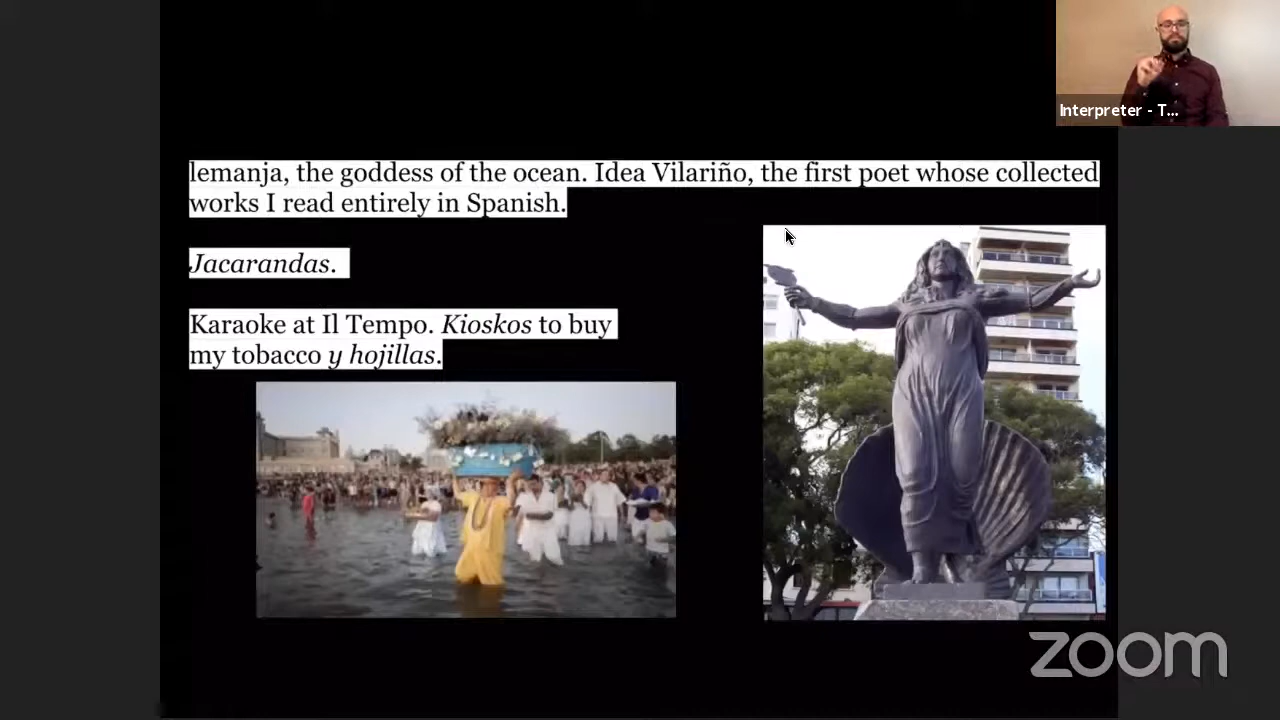 Interpreter - T...
Iemanja, the goddess of the ocean. Idea Vilariño, the first poet whose collected
works I read entirely in Spanish.
Jacarandas.
Karaoke at Il Tempo. Kioskos to buy
my tobacco y hojillas.
zoom